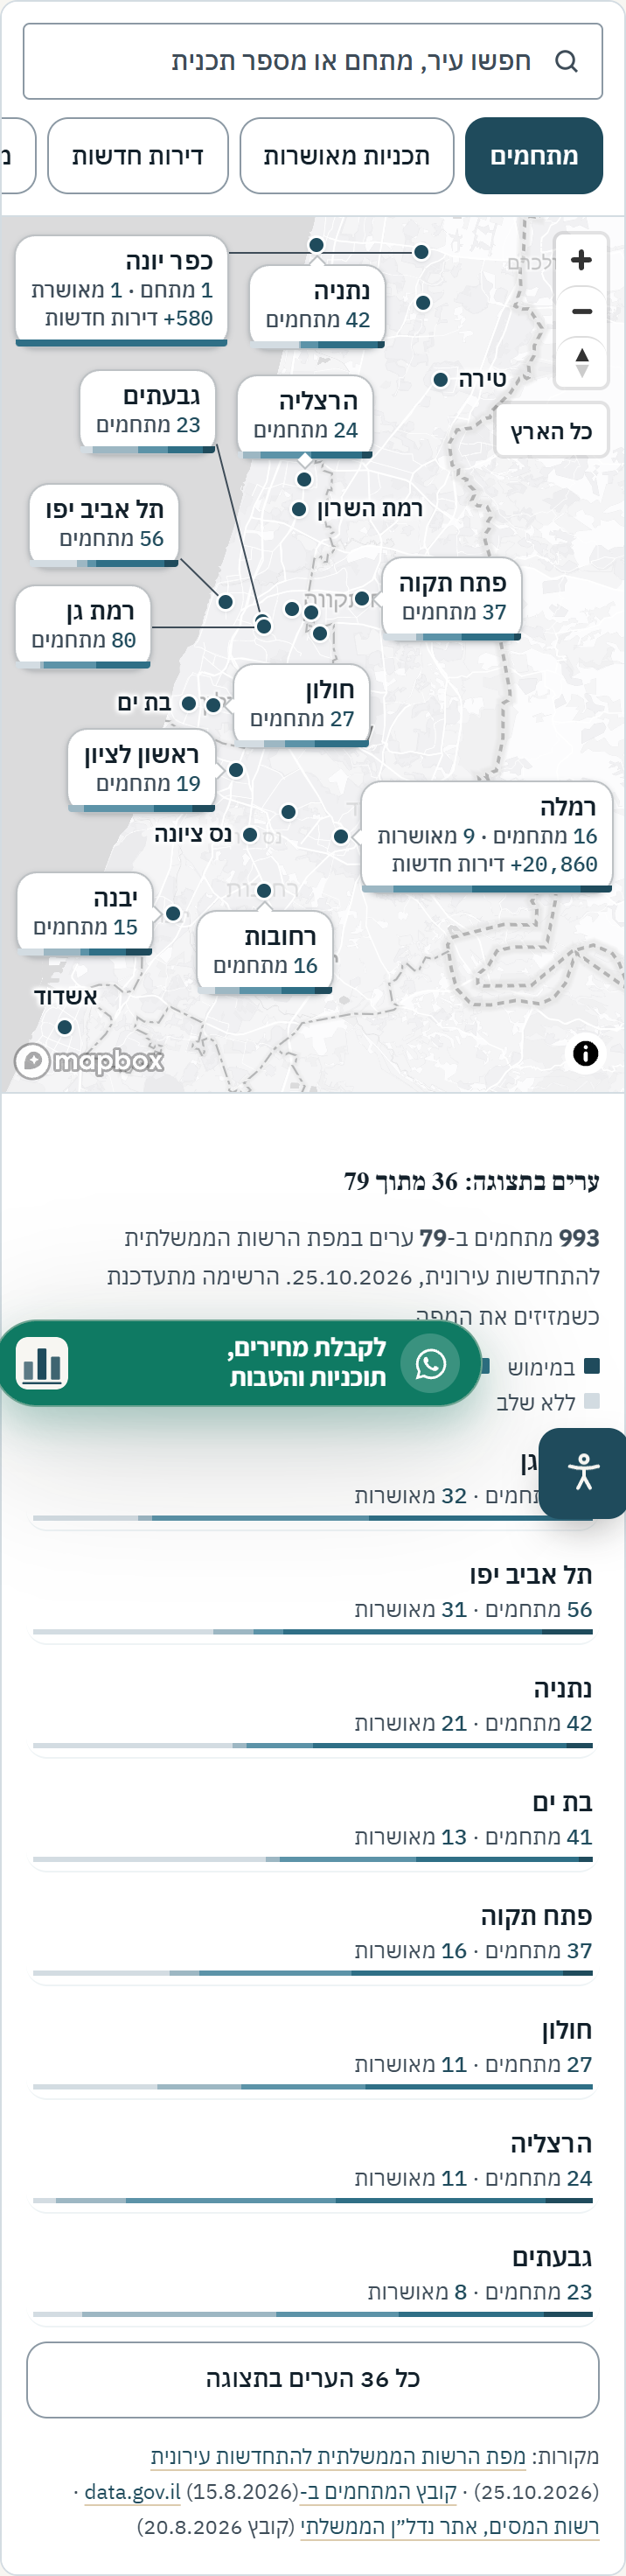 חפשו עיר, מתחם או מספר תכנית
מתחמים
תכניות מאושרות
דירות חדשות
כפר יונה
1 מתחם · 1 מאושרת
580+ דירות חדשות
נתניה
42 מתחמים
כל הארץ
טירה
גבעתיים
23 מתחמים
הרצליה
24 מתחמים
רמת השרון
תל אביב יפו
56 מתחמים
פתח תקוה
37 מתחמים
רמת גן
80 מתחמים
חולון
27 מתחמים
בת ים
ראשון לציון
19 מתחמים
רמלה
16 מתחמים · 9 מאושרות
20,860+ דירות חדשות
נס ציונה
יבנה
15 מתחמים
רחובות
16 מתחמים
אשדוד
mapbox
ערים בתצוגה: 36 מתוך 79
993 מתחמים ב-79 ערים במפת הרשות הממשלתית
להתחדשות עירונית, 25.10.2026. הרשימה מתעדכנת
כשמזיזים את המפה
לקבלת מחירים,
תוכניות והטבות
במימוש
ללא שלב
גן
מתחמים · 32 מאושרות
תל אביב יפו
56 מתחמים · 31 מאושרות
נתניה
42 מתחמים · 21 מאושרות
בת ים
41 מתחמים · 13 מאושרות
פתח תקוה
37 מתחמים · 16 מאושרות
חולון
27 מתחמים · 11 מאושרות
הרצליה
24 מתחמים · 11 מאושרות
גבעתיים
23 מתחמים · 8 מאושרות
כל 36 הערים בתצוגה
מקורות: מפת הרשות הממשלתית להתחדשות עירונית
(25.10.2026) · קובץ המתחמים ב-data.gov.il (15.8.2026) ·
רשות המסים, אתר נדל״ן הממשלתי (קובץ 20.8.2026)